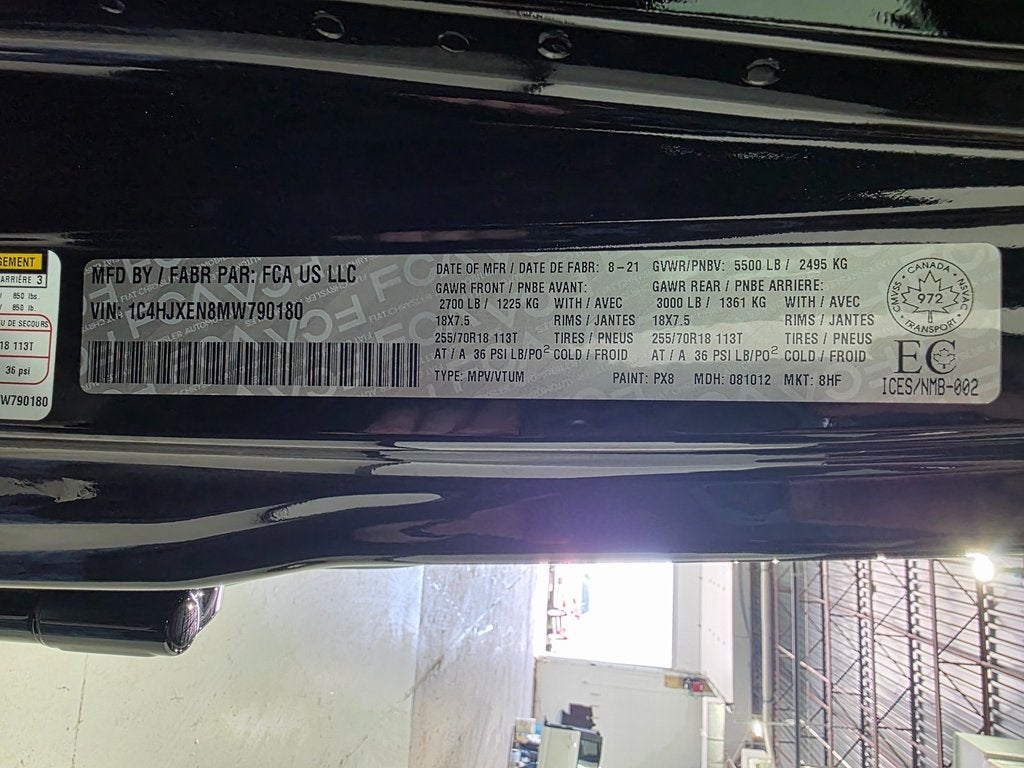 GEMENT
ARRIÈRE 3
850 lbs.
850 lbs.
U DE SECOURS
R18 113T
36 psi
W790180
MFD BY / FABR PAR: FCA US LLC
VIN: 1C4HJXEN8MW790180
DATE OF MFR / DATE DE FABR: 8-21 GVWR/PNBV: 5500 LB / 2495 KG
GAWR FRONT / PNBE AVANT: GAWR REAR / PNBE ARRIERE:
2700 LB / 1225 KG WITH / AVEC 3000 LB / 1361 KG WITH / AVEC
18X7.5 RIMS / JANTES 18X7.5 RIMS / JANTES
255/70R18 113T TIRES / PNEUS 255/70R18 113T TIRES / PNEUS
AT / A 36 PSI LB/PO² COLD / FROID AT / A 36 PSI LB/PO² COLD / FROID
TYPE: MPV/VTUM PAINT: PX8 MDH: 081012 MKT: 8HF
CANADA
CMVSS 972 NSVAC
TRANSPORT
EC
ICES/NMB-002